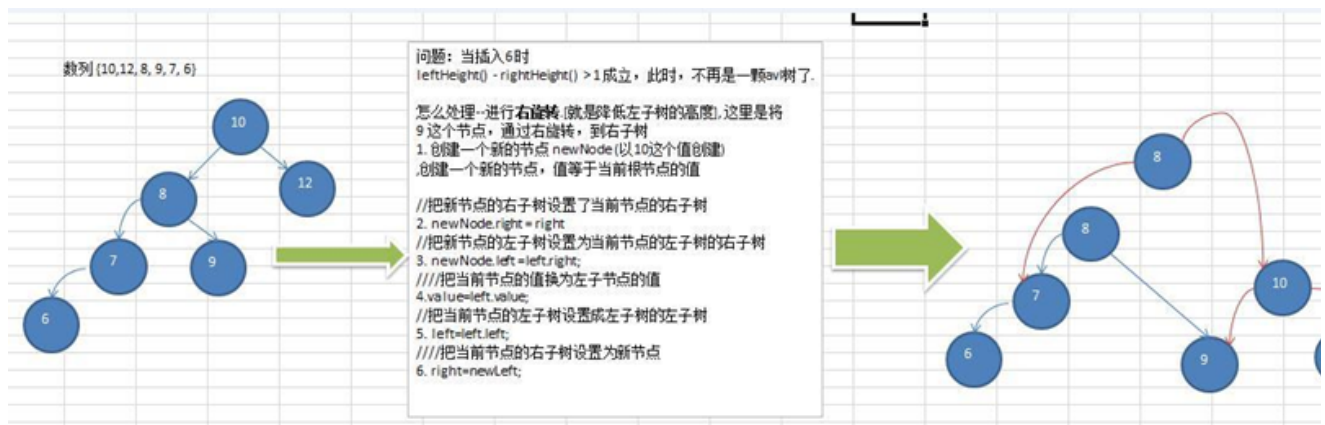 数列 {10,12, 8, 9, 7, 6}
10
8
12
7
9
6
问题：当插入6时
leftHeight() - rightHeight() > 1 成立，此时，不再是一颗avl树了.
怎么处理--进行右旋转.[就是降低左子树的高度], 这里是将
9 这个节点，通过右旋转，到右子树
1. 创建一个新的节点 newNode (以10这个值创建)
,创建一个新的节点，值等于当前根节点的值
//把新节点的右子树设置了当前节点的右子树
2. newNode.right = right
//把新节点的左子树设置为当前节点的左子树的右子树
3. newNode.left =left.right;
////把当前节点的值换为左子节点的值
4.value=left.value;
//把当前节点的左子树设置成左子树的左子树
5. left=left.left;
////把当前节点的右子树设置为新节点
6. right=newLeft;
8
8
7
10
6
9